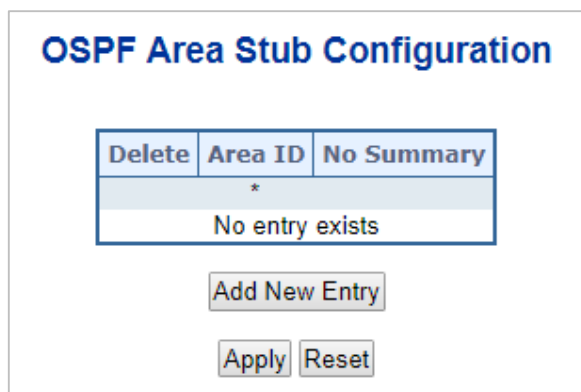 OSPF Area Stub Configuration
Delete Area ID No Summary
*
No entry exists
Add New Entry
Apply Reset